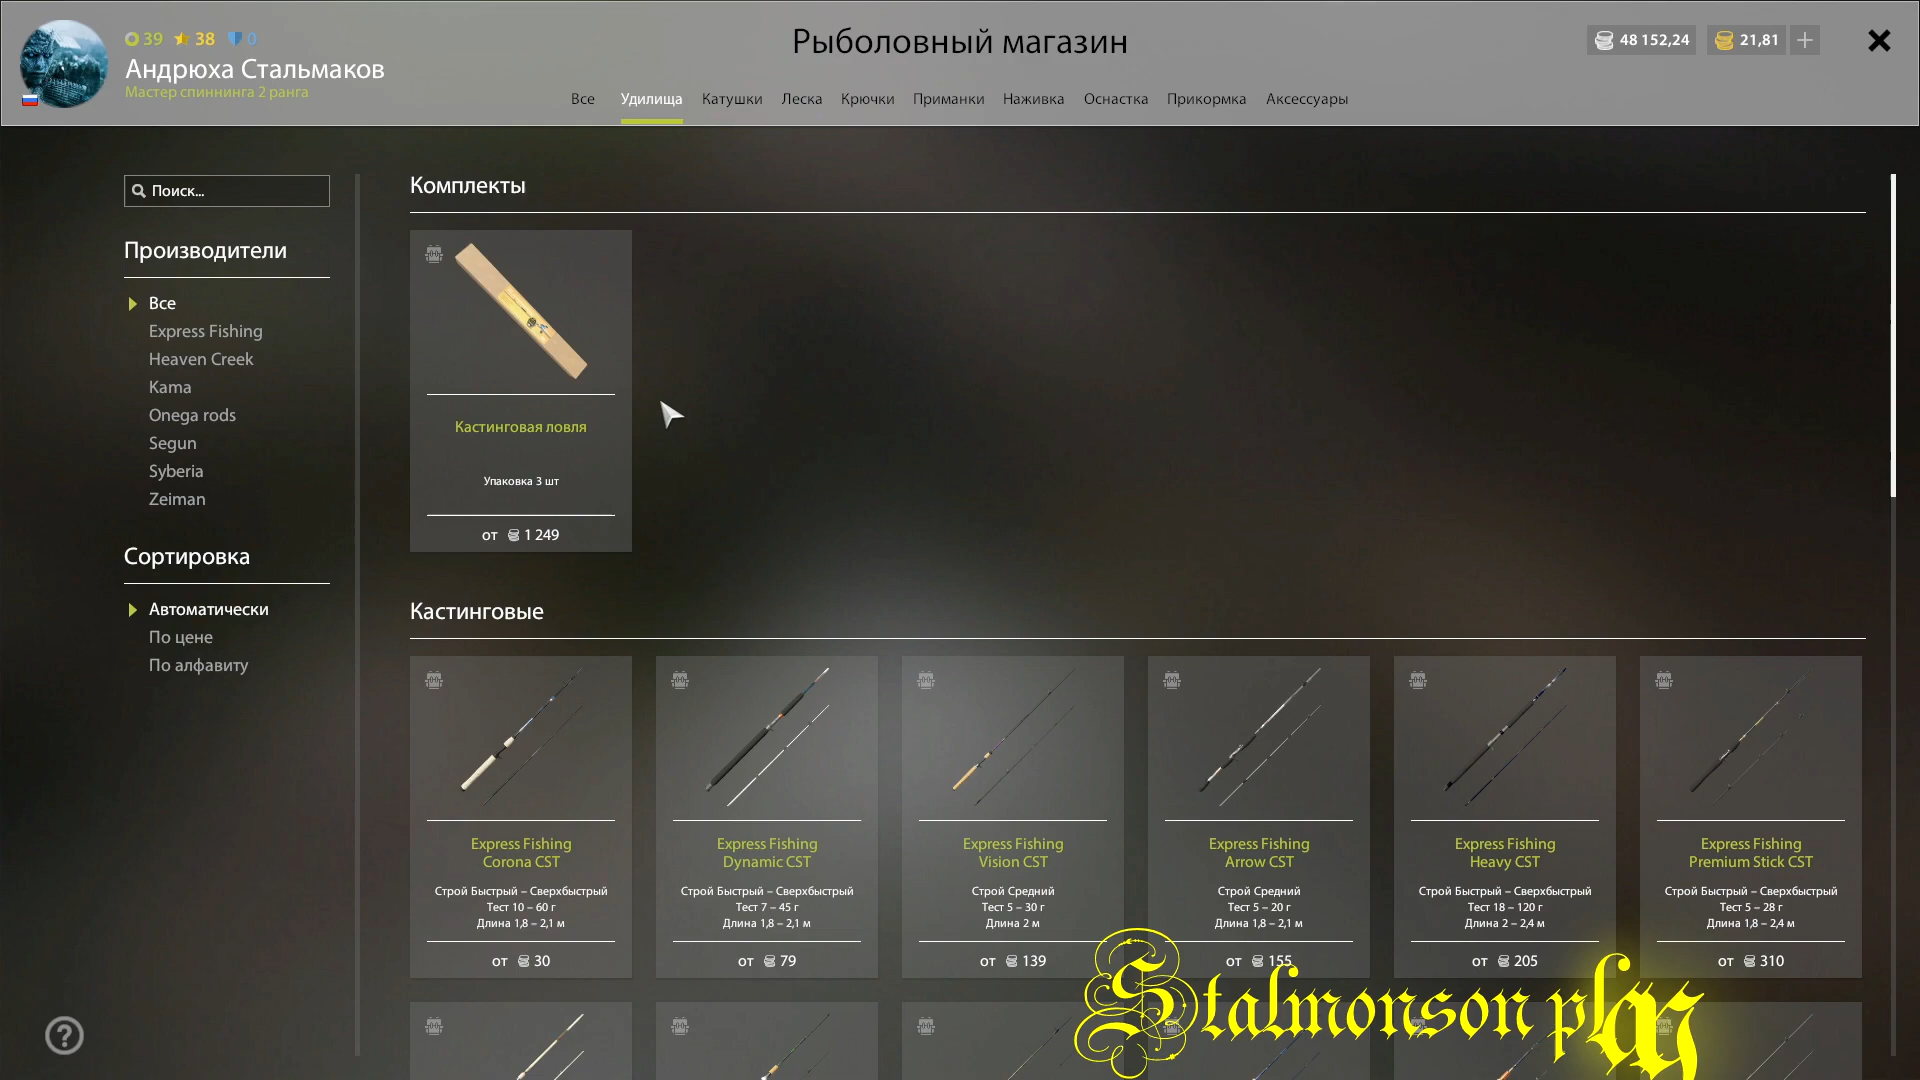 39 38 0
Андрюха Стальмаков
Мастер спиннинга 2 ранга
Рыболовный магазин
48 152,24 21,81
Все Удилища Катушки Леска Крючки Приманки Наживка Оснастка Прикормка Аксессуары
Поиск...
Производители
Все
Express Fishing
Heaven Creek
Kama
Onega rods
Segun
Syberia
Zeiman
Сортировка
Автоматически
По цене
По алфавиту
Комплекты
Кастинговая ловля
Упаковка 3 шт
от 1 249
Кастинговые
Express Fishing
Corona CST
Строй Быстрый – Сверхбыстрый
Тест 10 – 60 г
Длина 1,8 – 2,1 м
от 30
Express Fishing
Dynamic CST
Строй Быстрый – Сверхбыстрый
Тест 7 – 45 г
Длина 1,8 – 2,1 м
от 79
Express Fishing
Vision CST
Строй Средний
Тест 5 – 30 г
Длина 2 м
от 139
Express Fishing
Arrow CST
Строй Средний
Тест 5 – 20 г
Длина 1,8 – 2,1 м
от 155
Express Fishing
Heavy CST
Строй Быстрый – Сверхбыстрый
Тест 18 – 120 г
Длина 2 – 2,4 м
от 205
Express Fishing
Premium Stick CST
Строй Быстрый – Сверхбыстрый
Тест 5 – 28 г
Длина 1,8 – 2,4 м
от 310
Stalmonson play
?